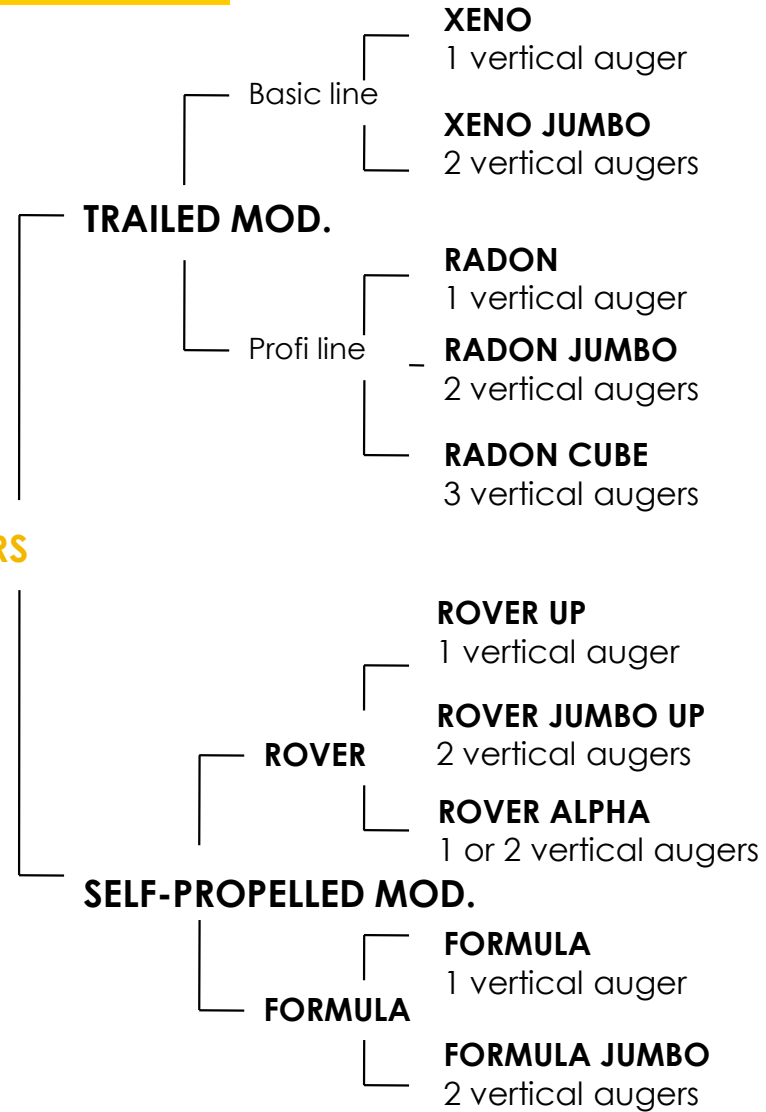 XENO
1 vertical auger
Basic line
XENO JUMBO
2 vertical augers
TRAILED MOD.
RADON
1 vertical auger
Profi line
RADON JUMBO
2 vertical augers
RADON CUBE
3 vertical augers
RS
ROVER UP
1 vertical auger
ROVER JUMBO UP
2 vertical augers
ROVER
ROVER ALPHA
1 or 2 vertical augers
SELF-PROPELLED MOD.
FORMULA
1 vertical auger
FORMULA
FORMULA JUMBO
2 vertical augers